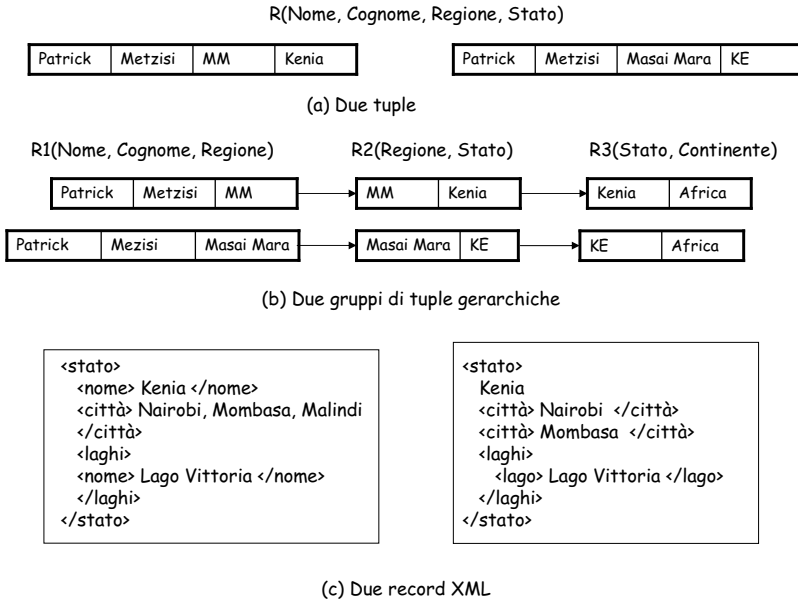 R(Nome, Cognome, Regione, Stato)
Patrick Metzisi MM Kenia
Patrick Metzisi Masai Mara KE
(a) Due tuple
R1(Nome, Cognome, Regione) R2(Regione, Stato) R3(Stato, Continente)
Patrick Metzisi MM MM Kenia Kenia Africa
Patrick Mezisi Masai Mara Masai Mara KE KE Africa
(b) Due gruppi di tuple gerarchiche
<stato>
<nome> Kenia </nome>
<città> Nairobi, Mombasa, Malindi
</città>
<laghi>
<nome> Lago Vittoria </nome>
</laghi>
</stato>
<stato>
Kenia
<città> Nairobi </città>
<città> Mombasa </città>
<laghi>
<lago> Lago Vittoria </lago>
</laghi>
</stato>
(c) Due record XML